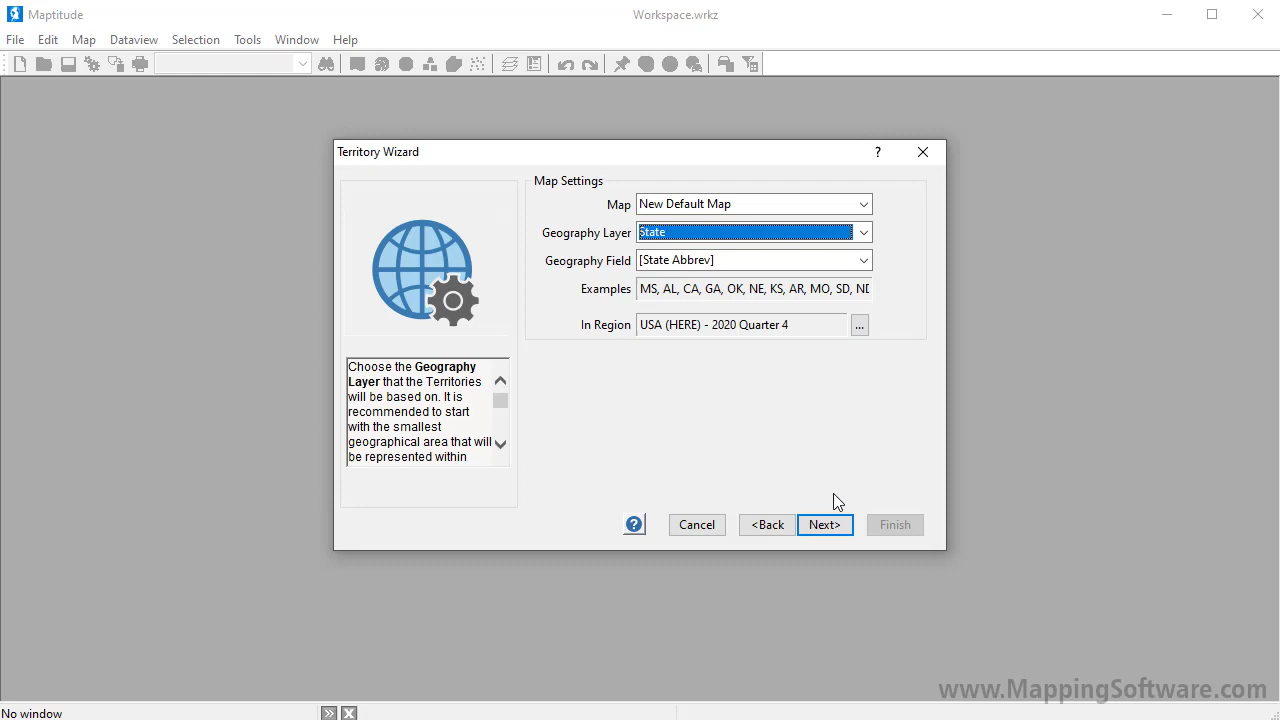 Maptitude
Workspace.wrkz
File Edit Map Dataview Selection Tools Window Help
Territory Wizard
?
Map Settings
Map New Default Map
Geography Layer State
Geography Field [State Abbrev]
Examples MS, AL, CA, GA, OK, NE, KS, AR, MO, SD, ND
In Region USA (HERE) - 2020 Quarter 4 ...
Choose the Geography
Layer that the Territories
will be based on. It is
recommended to start
with the smallest
geographical area that will
be represented within
? Cancel <Back Next> Finish
www.MappingSoftware.com
No window